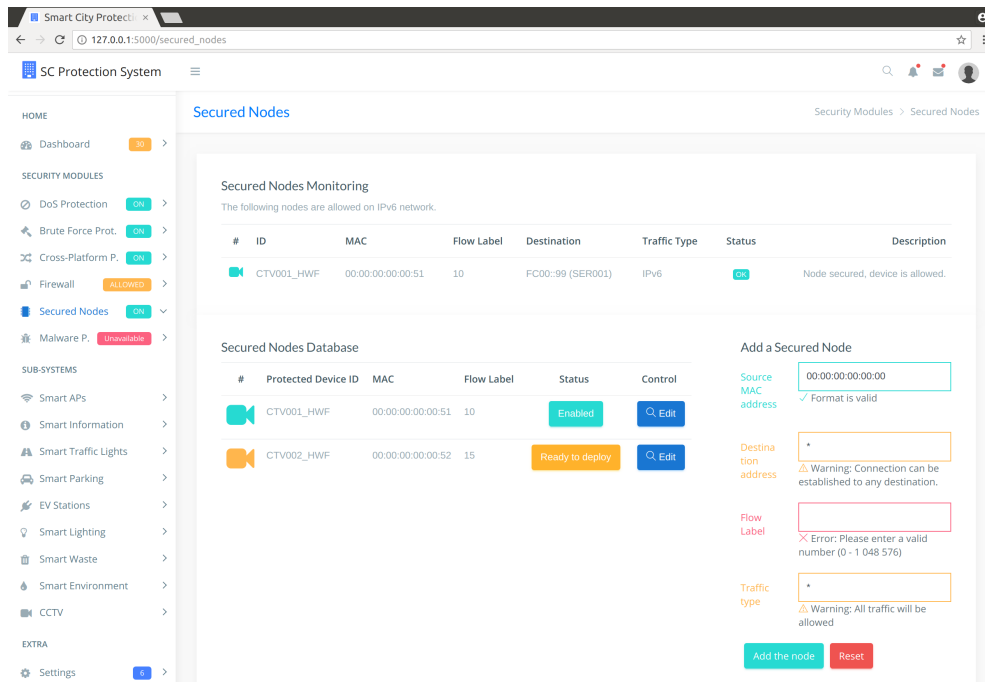 Smart City Protecti
127.0.0.1:5000/secured_nodes
SC Protection System
HOME
Dashboard 30
SECURITY MODULES
DoS Protection ON
Brute Force Prot. ON
Cross-Platform P. ON
Firewall ALLOWED
Secured Nodes ON
Malware P. Unavailable
SUB-SYSTEMS
Smart APs
Smart Information
Smart Traffic Lights
Smart Parking
EV Stations
Smart Lighting
Smart Waste
Smart Environment
CCTV
EXTRA
Settings 6
Secured Nodes
Security Modules > Secured Nodes
Secured Nodes Monitoring
The following nodes are allowed on IPv6 network.
# ID MAC Flow Label Destination Traffic Type Status Description
CTV001_HWF 00:00:00:00:00:51 10 FC00::99 (SER001) IPv6 OK Node secured, device is allowed.
Secured Nodes Database
# Protected Device ID MAC Flow Label Status Control
CTV001_HWF 00:00:00:00:00:51 10 Enabled Edit
CTV002_HWF 00:00:00:00:00:52 15 Ready to deploy Edit
Add a Secured Node
Source
MAC
address
00:00:00:00:00:00
Format is valid
Destina
tion
address
*
Warning: Connection can be
established to any destination.
Flow
Label
Error: Please enter a valid
number (0 - 1 048 576)
Traffic
type
*
Warning: All traffic will be
allowed
Add the node Reset